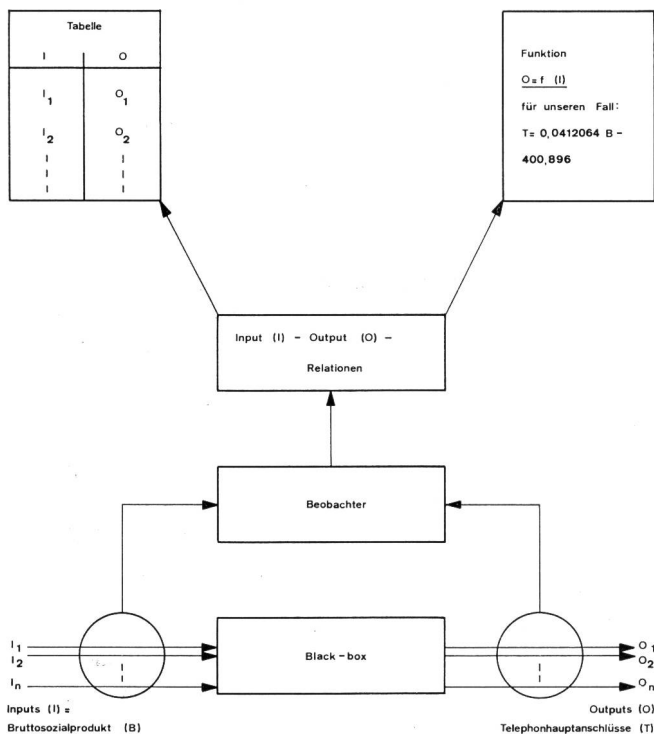 Tabelle
I O
I1 O1
I2 O2
Funktion
O=f (I)
für unseren Fall:
T= 0,0412064 B –
400,896
Input (I) – Output (O) –
Relationen
Beobachter
Black-box
I1
I2
In
O1
O2
On
Inputs (I) =
Bruttosozialprodukt (B)
Outputs (O)
Telephonhauptanschlüsse (T)